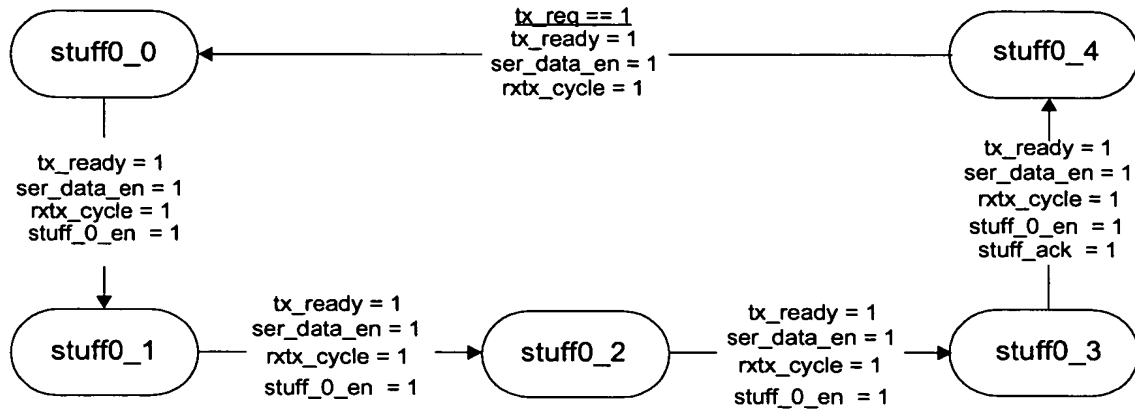 stuff0_0
tx_req == 1
tx_ready = 1
ser_data_en = 1
rxtx_cycle = 1
stuff0_4
tx_ready = 1
ser_data_en = 1
rxtx_cycle = 1
stuff_0_en = 1
tx_ready = 1
ser_data_en = 1
rxtx_cycle = 1
stuff_0_en = 1
stuff_ack = 1
stuff0_1
tx_ready = 1
ser_data_en = 1
rxtx_cycle = 1
stuff_0_en = 1
stuff0_2
tx_ready = 1
ser_data_en = 1
rxtx_cycle = 1
stuff_0_en = 1
stuff0_3